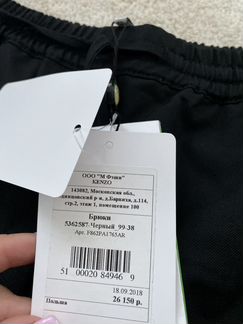 ООО "М Фэшн"
KENZO
143082, Московская обл.,
Одинцовский р-н, д.Барвиха, д.114,
стр.2, этаж 1, помещение 100
Брюки
5362587 Черный 99-38
Арт. F862PA1765AR
51 00020 84946 9
18.09.2018
Польша 26 150 р.